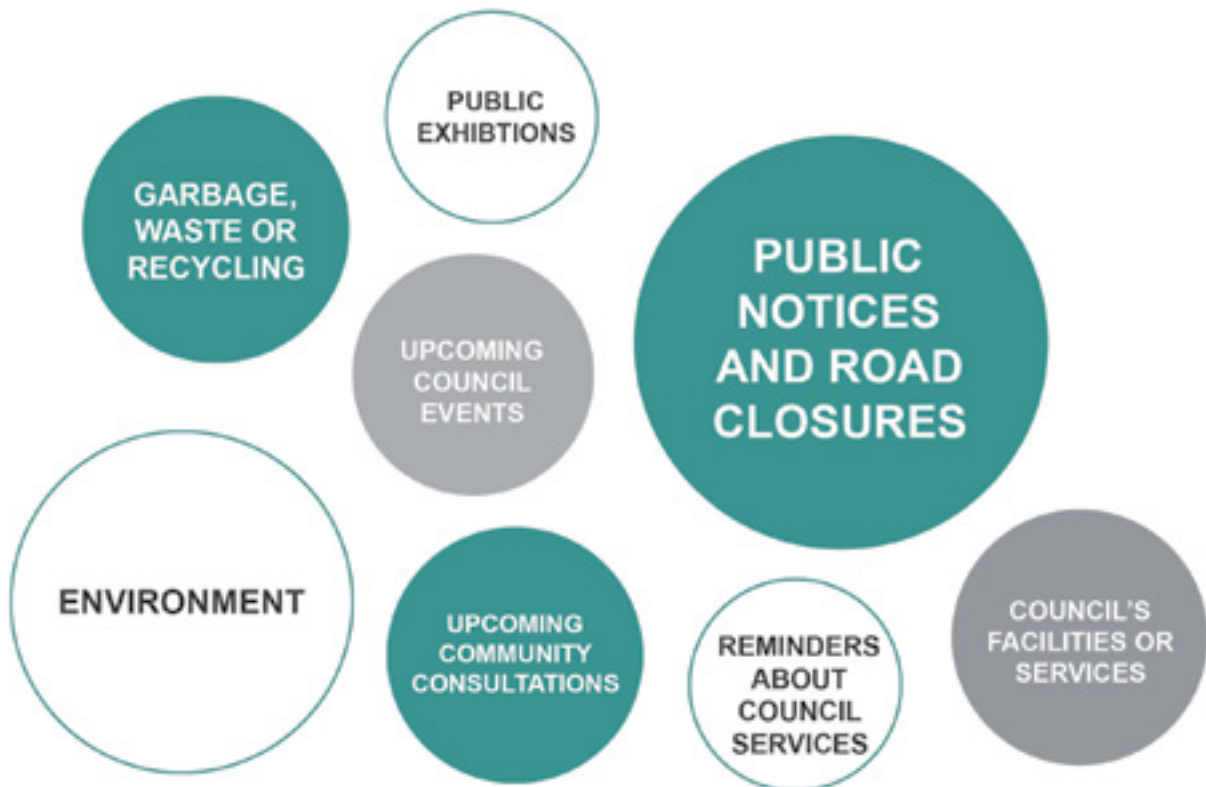 PUBLIC
EXHIBTIONS
GARBAGE,
WASTE OR
RECYCLING
PUBLIC
NOTICES
AND ROAD
CLOSURES
UPCOMING
COUNCIL
EVENTS
ENVIRONMENT
UPCOMING
COMMUNITY
CONSULTATIONS
REMINDERS
ABOUT
COUNCIL
SERVICES
COUNCIL'S
FACILITIES OR
SERVICES